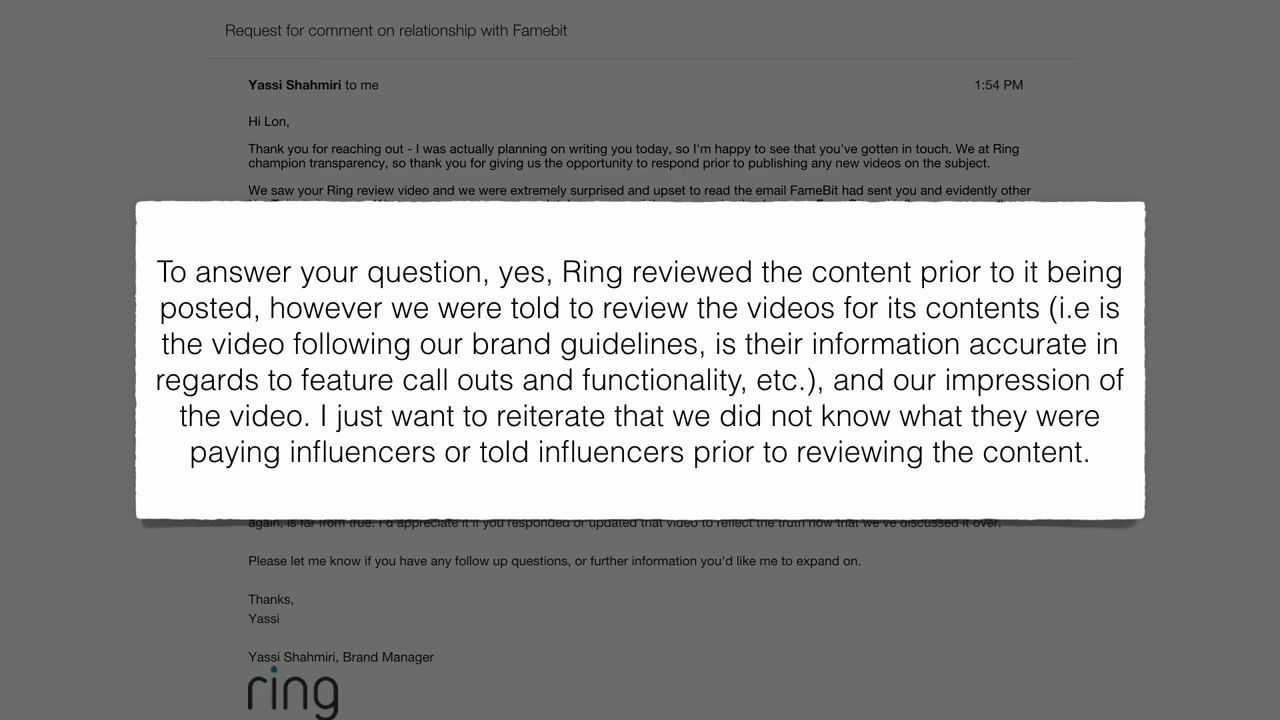 Request for comment on relationship with Famebit
Yassi Shahmiri to me 1:54 PM
Hi Lon,
Thank you for reaching out - I was actually planning on writing you today, so I'm happy to see that you've gotten in touch. We at Ring
champion transparency, so thank you for giving us the opportunity to respond prior to publishing any new videos on the subject.
We saw your Ring review video and we were extremely surprised and upset to read the email FameBit had sent you and evidently other
To answer your question, yes, Ring reviewed the content prior to it being
posted, however we were told to review the videos for its contents (i.e is
the video following our brand guidelines, is their information accurate in
regards to feature call outs and functionality, etc.), and our impression of
the video. I just want to reiterate that we did not know what they were
paying influencers or told influencers prior to reviewing the content.
again, is far from true. I'd appreciate it if you responded or updated that video to reflect the truth now that we've discussed it over.
Please let me know if you have any follow up questions, or further information you'd like me to expand on.
Thanks,
Yassi
Yassi Shahmiri, Brand Manager
ring